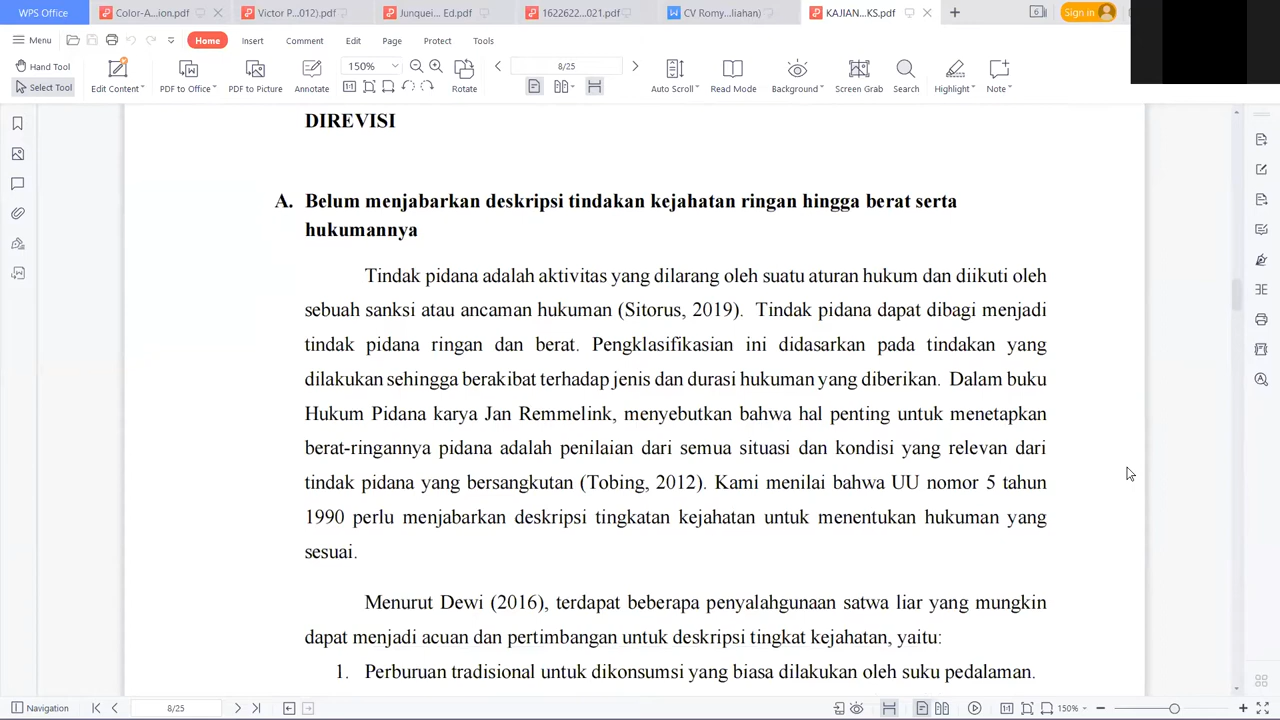 WPS Office
Color-A...ion.pdf
Victor P...012).pdf
Junquei... Ed.pdf
1622622...021.pdf
CV Romy...liahan)
KAJIAN...KS.pdf
6
Sign in
Menu
Home
Insert
Comment
Edit
Page
Protect
Tools
Hand Tool
Select Tool
Edit Content
PDF to Office
PDF to Picture
Annotate
150%
Rotate
8/25
Auto Scroll
Read Mode
Background
Screen Grab
Search
Highlight
Note
DIREVISI
A. Belum menjabarkan deskripsi tindakan kejahatan ringan hingga berat serta
hukumannya
Tindak pidana adalah aktivitas yang dilarang oleh suatu aturan hukum dan diikuti oleh
sebuah sanksi atau ancaman hukuman (Sitorus, 2019). Tindak pidana dapat dibagi menjadi
tindak pidana ringan dan berat. Pengklasifikasian ini didasarkan pada tindakan yang
dilakukan sehingga berakibat terhadap jenis dan durasi hukuman yang diberikan. Dalam buku
Hukum Pidana karya Jan Remmelink, menyebutkan bahwa hal penting untuk menetapkan
berat-ringannya pidana adalah penilaian dari semua situasi dan kondisi yang relevan dari
tindak pidana yang bersangkutan (Tobing, 2012). Kami menilai bahwa UU nomor 5 tahun
1990 perlu menjabarkan deskripsi tingkatan kejahatan untuk menentukan hukuman yang
sesuai.
Menurut Dewi (2016), terdapat beberapa penyalahgunaan satwa liar yang mungkin
dapat menjadi acuan dan pertimbangan untuk deskripsi tingkat kejahatan, yaitu:
1. Perburuan tradisional untuk dikonsumsi yang biasa dilakukan oleh suku pedalaman.
Navigation
8/25
150%